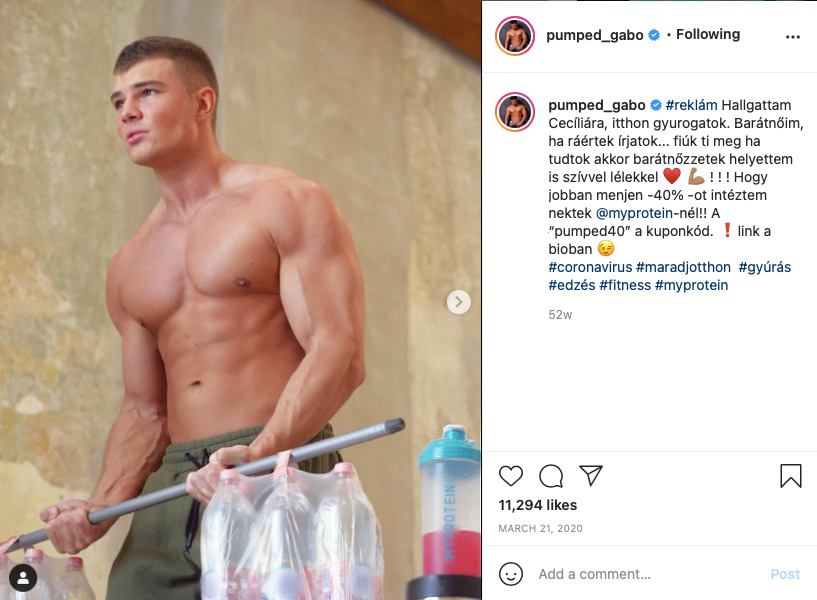 pumped_gabo • Following
pumped_gabo #reklám Hallgattam
Cecíliára, itthon gyurogatok. Barátnőim,
ha ráértek írjatok... fiúk ti meg ha
tudtok akkor barátnőzzetek helyettem
is szívvel lélekkel ❤️ 💪🏽 ! ! ! Hogy
jobban menjen -40% -ot intéztem
nektek @myprotein-nél!! A
“pumped40” a kuponkód. ❗ link a
bioban 😉
#coronavirus #maradjotthon #gyúrás
#edzés #fitness #myprotein
52w
MYPROTEIN
11,294 likes
MARCH 21, 2020
Add a comment...
Post